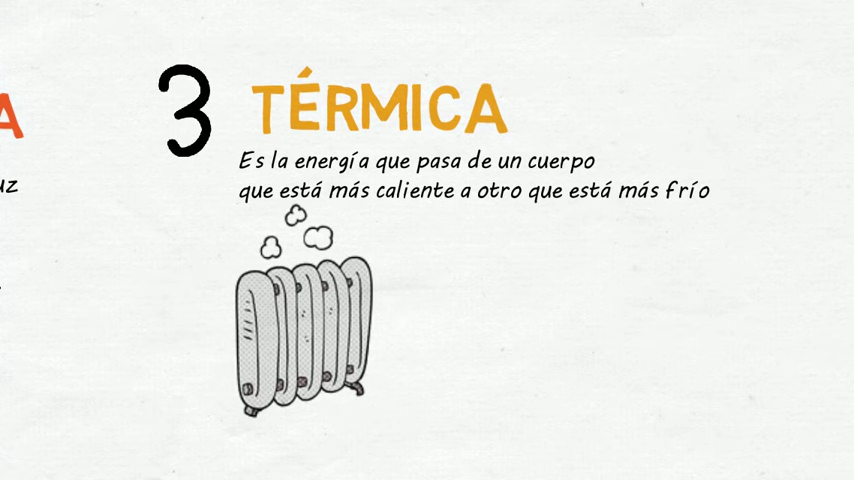 A
uz
3 TÉRMICA
Es la energía que pasa de un cuerpo
que está más caliente a otro que está más frío